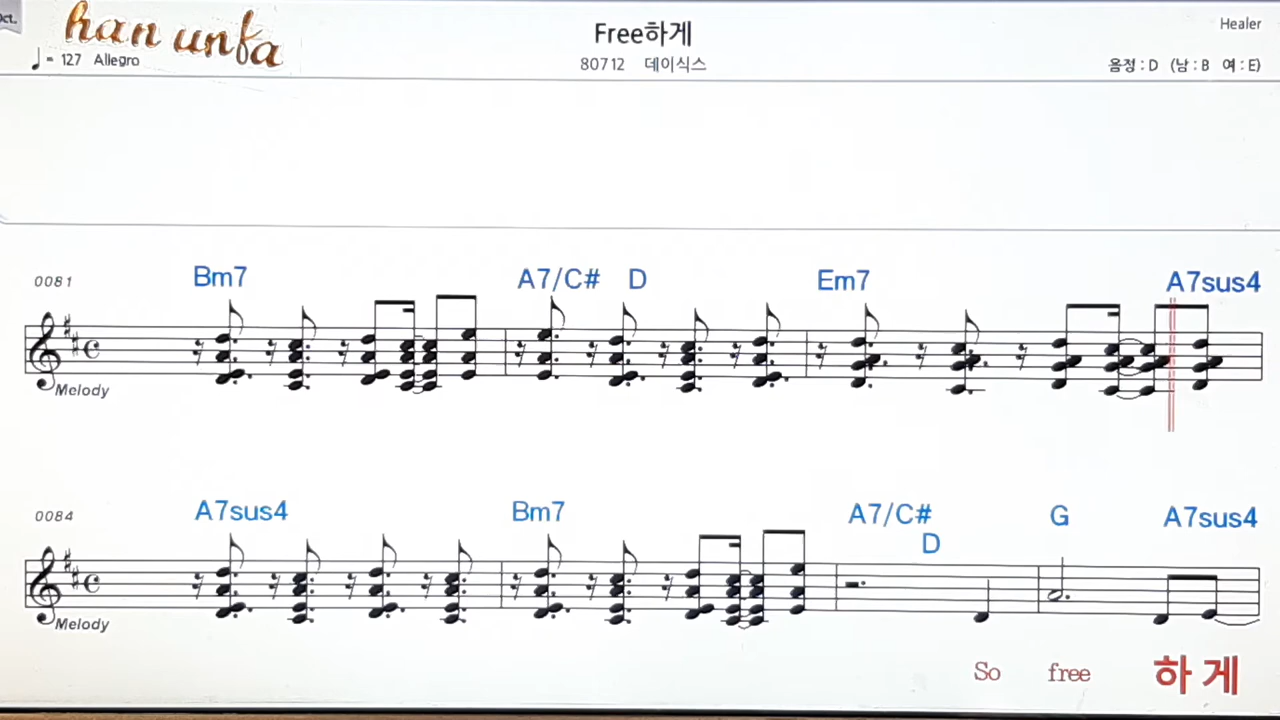 oct.
han unfa
Free하게
Healer
♩= 127 Allegro
80712 데이식스
음정 : D (남 : B 여 : E)
0081
Bm7 A7/C# D Em7 A7sus4
Melody
0084
A7sus4 Bm7 A7/C# G A7sus4
D
Melody
So free 하 게